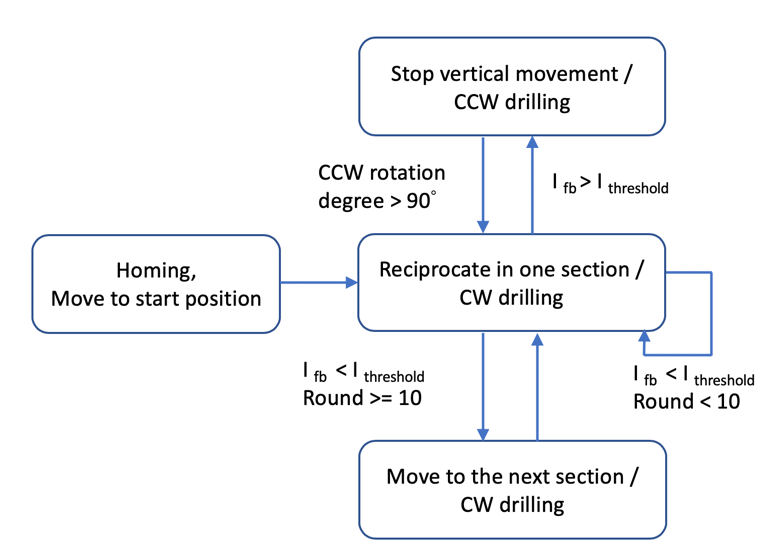 Stop vertical movement /
CCW drilling
CCW rotation
degree > 90°
I fb > I threshold
Homing,
Move to start position
Reciprocate in one section /
CW drilling
I fb < I threshold
Round >= 10
I fb < I threshold
Round < 10
Move to the next section /
CW drilling